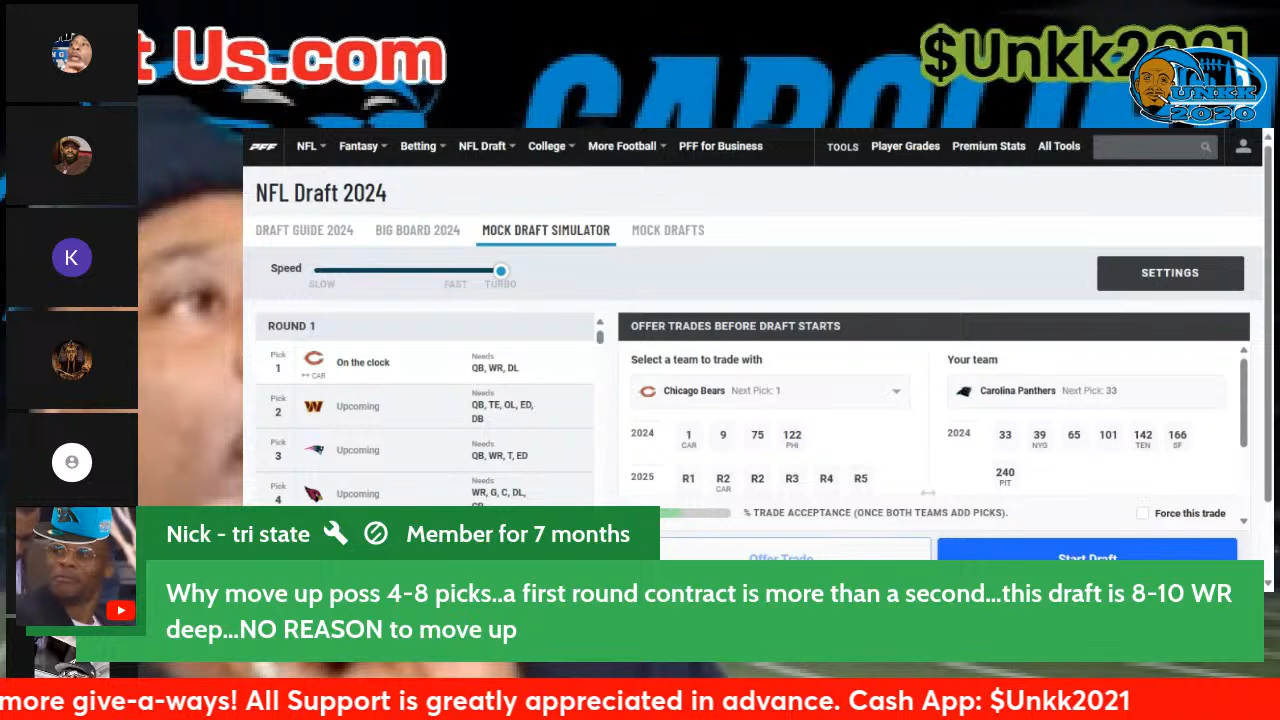 t Us.com
$Unkk2021
CAROLIN
UNKK
2020
PFF
NFL
Fantasy
Betting
NFL Draft
College
More Football
PFF for Business
TOOLS
Player Grades
Premium Stats
All Tools
NFL Draft 2024
DRAFT GUIDE 2024
BIG BOARD 2024
MOCK DRAFT SIMULATOR
MOCK DRAFTS
Speed
SLOW
FAST
TURBO
SETTINGS
ROUND 1
Pick
1
CAR
On the clock
Needs
QB, WR, DL
Pick
2
Upcoming
Needs
QB, TE, OL, ED,
DB
Pick
3
Upcoming
Needs
QB, WR, T, ED
Pick
4
Upcoming
Needs
WR, G, C, DL,
OFFER TRADES BEFORE DRAFT STARTS
Select a team to trade with
Chicago Bears Next Pick: 1
2024 1 9 75 122
CAR PHI
2025 R1 R2 R2 R3 R4 R5
CAR
Your team
Carolina Panthers Next Pick: 33
2024 33 39 65 101 142 166
NYG TEN SF
240
PIT
% TRADE ACCEPTANCE (ONCE BOTH TEAMS ADD PICKS).
Force this trade
Offer Trade
Start Draft
K
Nick - tri state Member for 7 months
Why move up poss 4-8 picks..a first round contract is more than a second...this draft is 8-10 WR
deep...NO REASON to move up
more give-a-ways! All Support is greatly appreciated in advance. Cash App: $Unkk2021